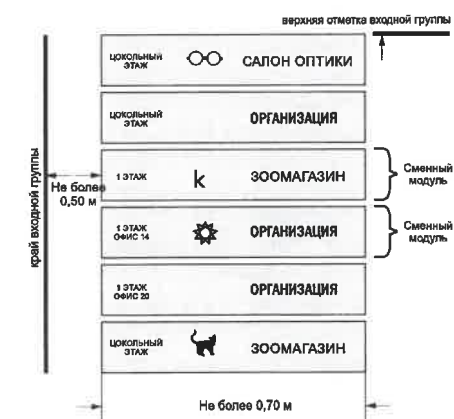 верхняя отметка входной группы
ЦОКОЛЬНЫЙ
ЭТАЖ
САЛОН ОПТИКИ
ЦОКОЛЬНЫЙ
ЭТАЖ
ОРГАНИЗАЦИЯ
край входной группы
Не более
0,50 м
1 ЭТАЖ
k
ЗООМАГАЗИН
Сменный
модуль
1 ЭТАЖ
ОФИС 14
ОРГАНИЗАЦИЯ
Сменный
модуль
1 ЭТАЖ
ОФИС 20
ОРГАНИЗАЦИЯ
ЦОКОЛЬНЫЙ
ЭТАЖ
ЗООМАГАЗИН
Не более 0,70 м